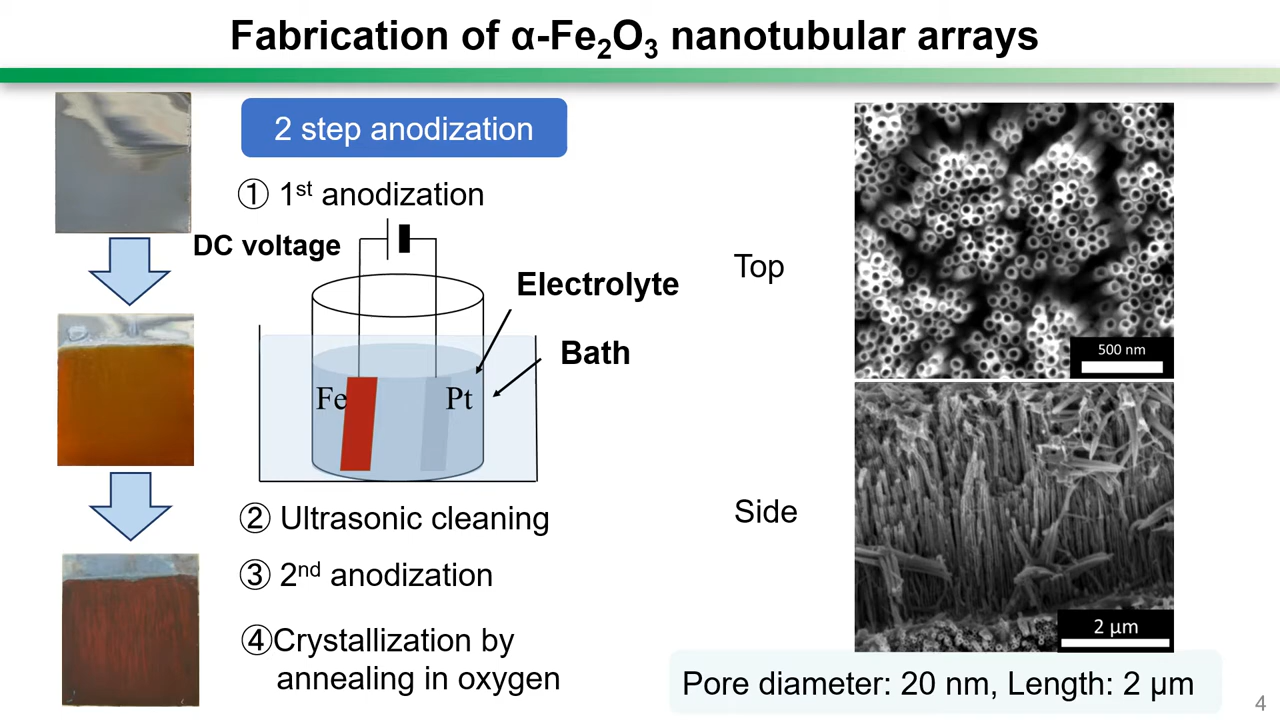 Fabrication of α-Fe₂O₃ nanotubular arrays
2 step anodization
① 1st anodization
DC voltage
Electrolyte
Bath
Fe
Pt
② Ultrasonic cleaning
③ 2nd anodization
④Crystallization by
annealing in oxygen
Top
500 nm
Side
2 μm
Pore diameter: 20 nm, Length: 2 μm
4